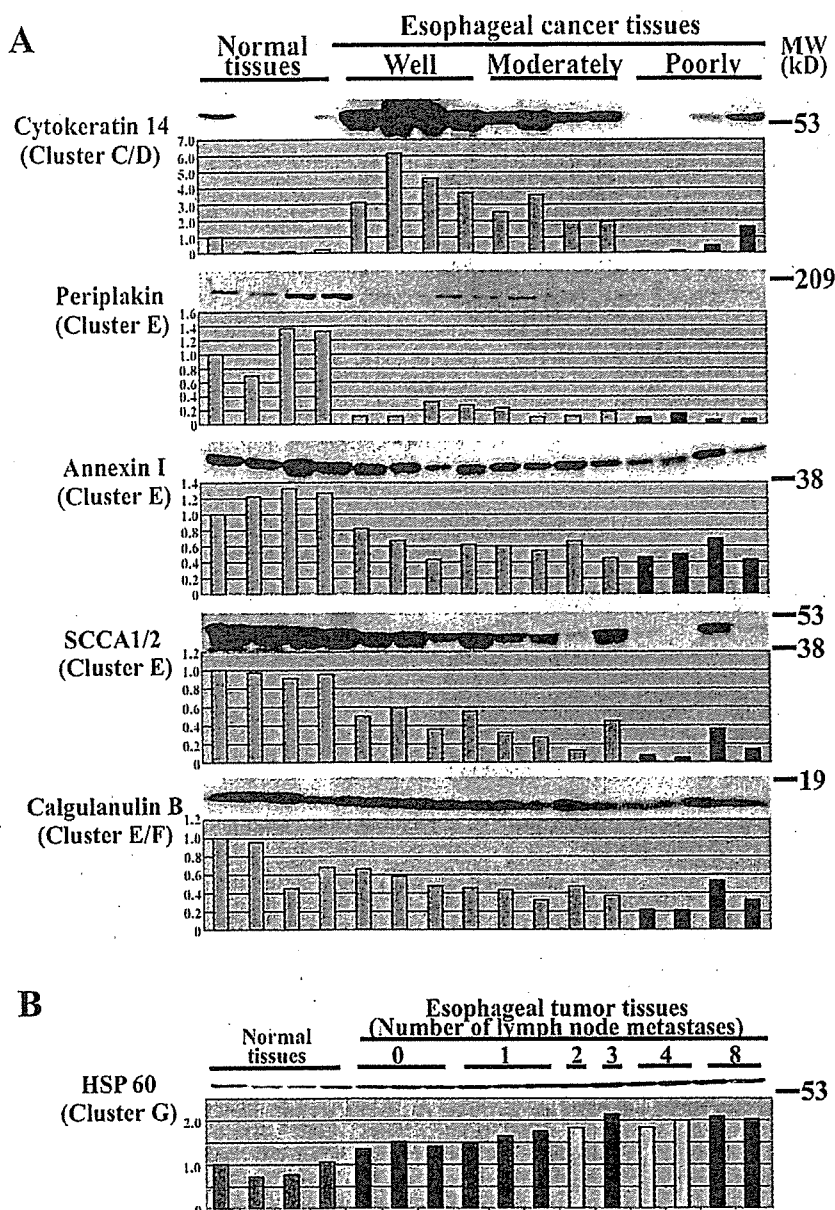 A
Esophageal cancer tissues
Normal tissues
Well
Moderately
Poorly
MW (kD)
Cytokeratin 14
(Cluster C/D)
53
7.0
6.0
5.0
4.0
3.0
2.0
1.0
0
Periplakin
(Cluster E)
209
1.6
1.4
1.2
1.0
0.8
0.6
0.4
0.2
0
Annexin I
(Cluster E)
38
1.4
1.2
1.0
0.8
0.6
0.4
0.2
0
SCCA1/2
(Cluster E)
53
38
1.2
1.0
0.8
0.6
0.4
0.2
0
Calgulanulin B
(Cluster E/F)
19
1.2
1.0
0.8
0.6
0.4
0.2
0
B
Esophageal tumor tissues
(Number of lymph node metastases)
Normal tissues
0
1
2
3
4
8
HSP 60
(Cluster G)
53
2.0
1.0
0